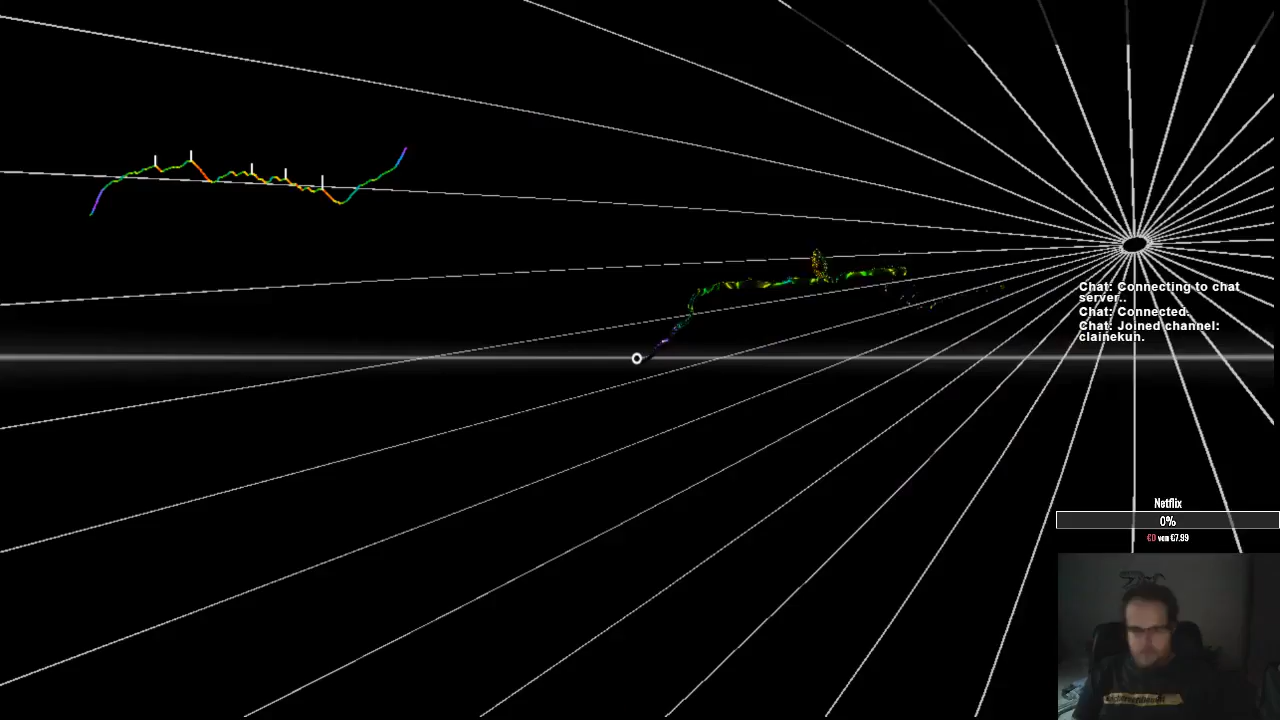 Chat: Connecting to chat
server..
Chat: Connected.
Chat: Joined channel:
clainekun.
Netflix
0%
€0 von €7.99